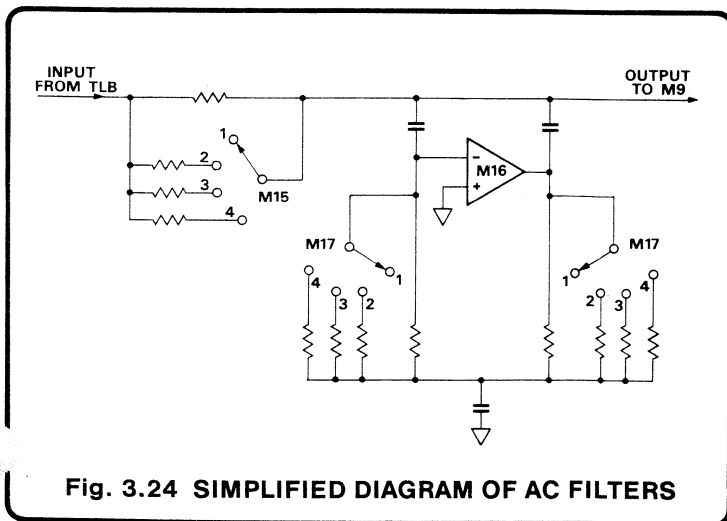 INPUT
FROM TLB
OUTPUT
TO M9
1
2
3
4
M15
−
M16
+
M17
1
4
3
2
M17
1
2
3
4
Fig. 3.24 SIMPLIFIED DIAGRAM OF AC FILTERS